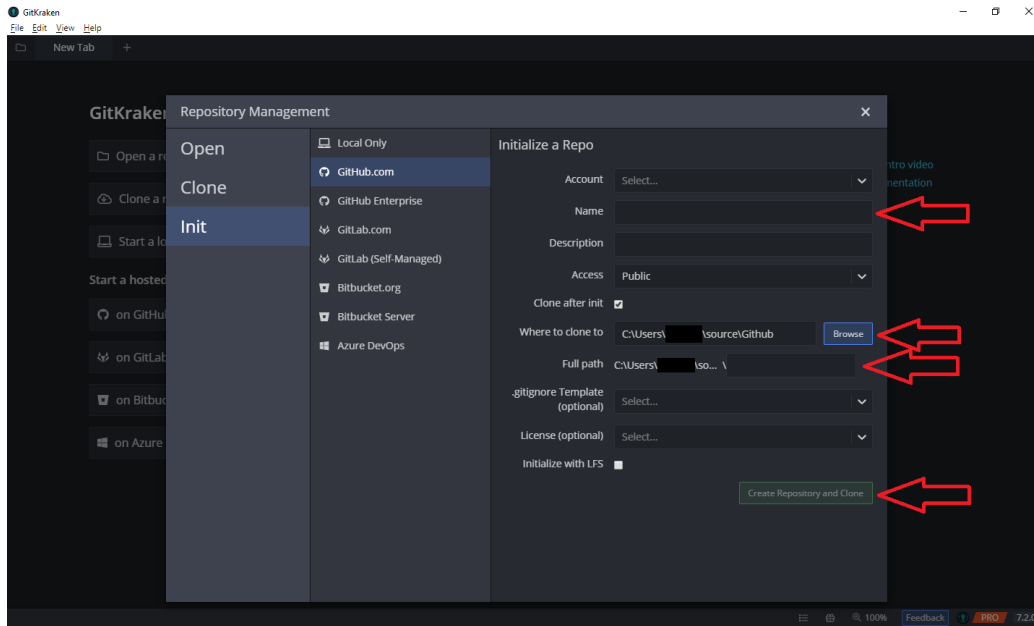 GitKraken
File Edit View Help
New Tab +
GitKraken
Open a re
Clone a r
Start a lo
Start a hosted
on GitHu
on GitLab
on Bitbuc
on Azure
Repository Management
Open
Clone
Init
Local Only
GitHub.com
GitHub Enterprise
GitLab.com
GitLab (Self-Managed)
Bitbucket.org
Bitbucket Server
Azure DevOps
Initialize a Repo
Account Select...
Name
Description
Access Public
Clone after init
Where to clone to C:\Users\ \source\Github Browse
Full path C:\Users\ \so... \
.gitignore Template
(optional) Select...
License (optional) Select...
Initialize with LFS
Create Repository and Clone
ntro video
mentation
100% Feedback PRO 7.2.0